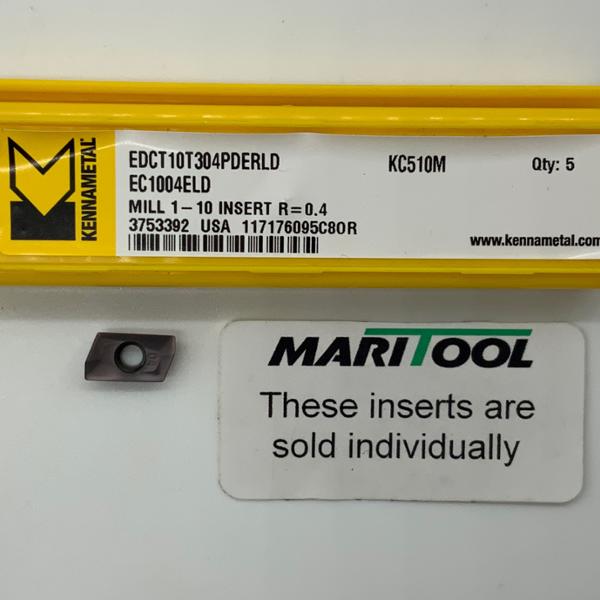 KENNAMETAL
EDCT10T304PDERLD KC510M Qty: 5
EC1004ELD
MILL 1-10 INSERT R=0.4
3753392 USA 117176095C80R
www.kennametal.com
MARITOOL
These inserts are
sold individually